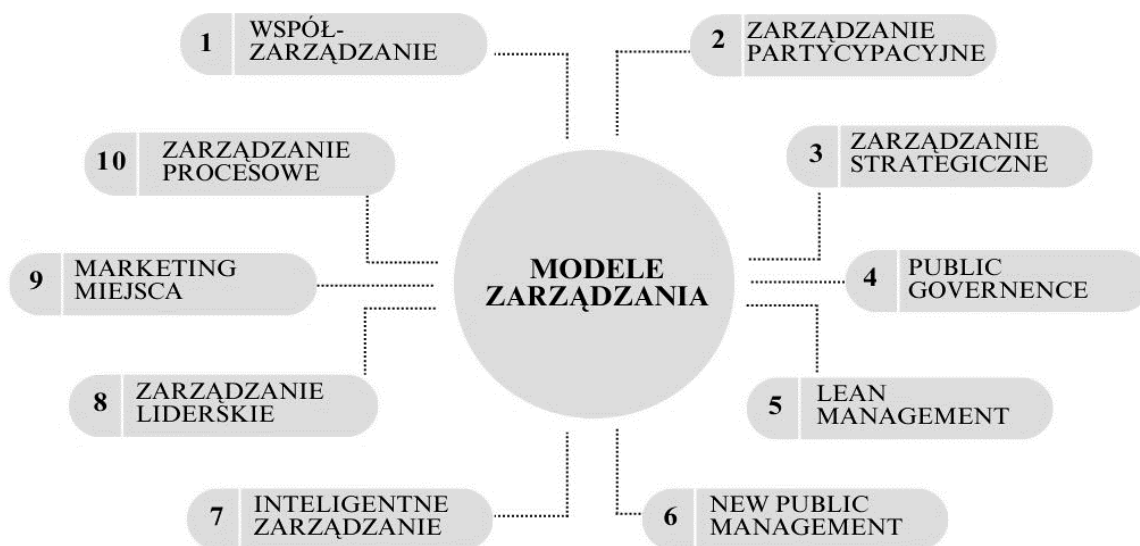 1
WSPÓŁ-
ZARZĄDZANIE
2
ZARZĄDZANIE
PARTYCYPACYJNE
3
ZARZĄDZANIE
STRATEGICZNE
4
PUBLIC
GOVERNENCE
5
LEAN
MANAGEMENT
6
NEW PUBLIC
MANAGEMENT
7
INTELIGENTNE
ZARZĄDZANIE
8
ZARZĄDZANIE
LIDERSKIE
9
MARKETING
MIEJSCA
10
ZARZĄDZANIE
PROCESOWE
MODELE
ZARZĄDZANIA